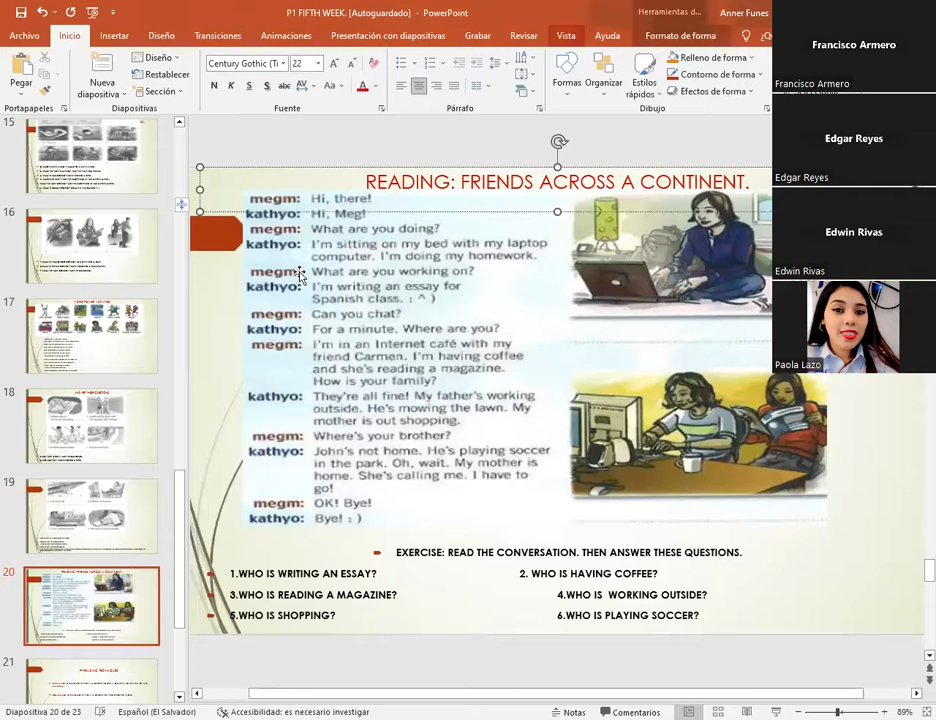 P1 FIFTH WEEK. [Autoguardado] - PowerPoint
Herramientas d...
Anner Funes
Archivo Inicio Insertar Diseño Transiciones Animaciones Presentación con diapositivas Grabar Revisar Vista Ayuda Formato de forma
Pegar
Nueva diapositiva
Diseño
Restablecer
Sección
Century Gothic (Tí
22
N K S S abc AV Aa A
Formas
Organizar
Estilos rápidos
Relleno de forma
Contorno de forma
Efectos de forma
Portapapeles Diapositivas Fuente Párrafo Dibujo
Francisco Armero
Francisco Armero
Edgar Reyes
Edgar Reyes
Edwin Rivas
Edwin Rivas
Paola Lazo
15
16
17
18
19
20
21
READING: FRIENDS ACROSS A CONTINENT.
megm: Hi, there!
kathyo: Hi, Meg!
megm: What are you doing?
kathyo: I'm sitting on my bed with my laptop
computer. I'm doing my homework.
megm: What are you working on?
kathyo: I'm writing an essay for
Spanish class. : ^ )
megm: Can you chat?
kathyo: For a minute. Where are you?
megm: I'm in an Internet café with my
friend Carmen. I'm having coffee
and she's reading a magazine.
How is your family?
kathyo: They're all fine! My father's working
outside. He's mowing the lawn. My
mother is out shopping.
megm: Where's your brother?
kathyo: John's not home. He's playing soccer
in the park. Oh, wait. My mother is
home. She's calling me. I have to
go!
megm: OK! Bye!
kathyo: Bye! : )
EXERCISE: READ THE CONVERSATION. THEN ANSWER THESE QUESTIONS.
1.WHO IS WRITING AN ESSAY? 2. WHO IS HAVING COFFEE?
3.WHO IS READING A MAGAZINE? 4.WHO IS WORKING OUTSIDE?
5.WHO IS SHOPPING? 6.WHO IS PLAYING SOCCER?
Diapositiva 20 de 23 Español (El Salvador) Accesibilidad: es necesario investigar Notas Comentarios 89%